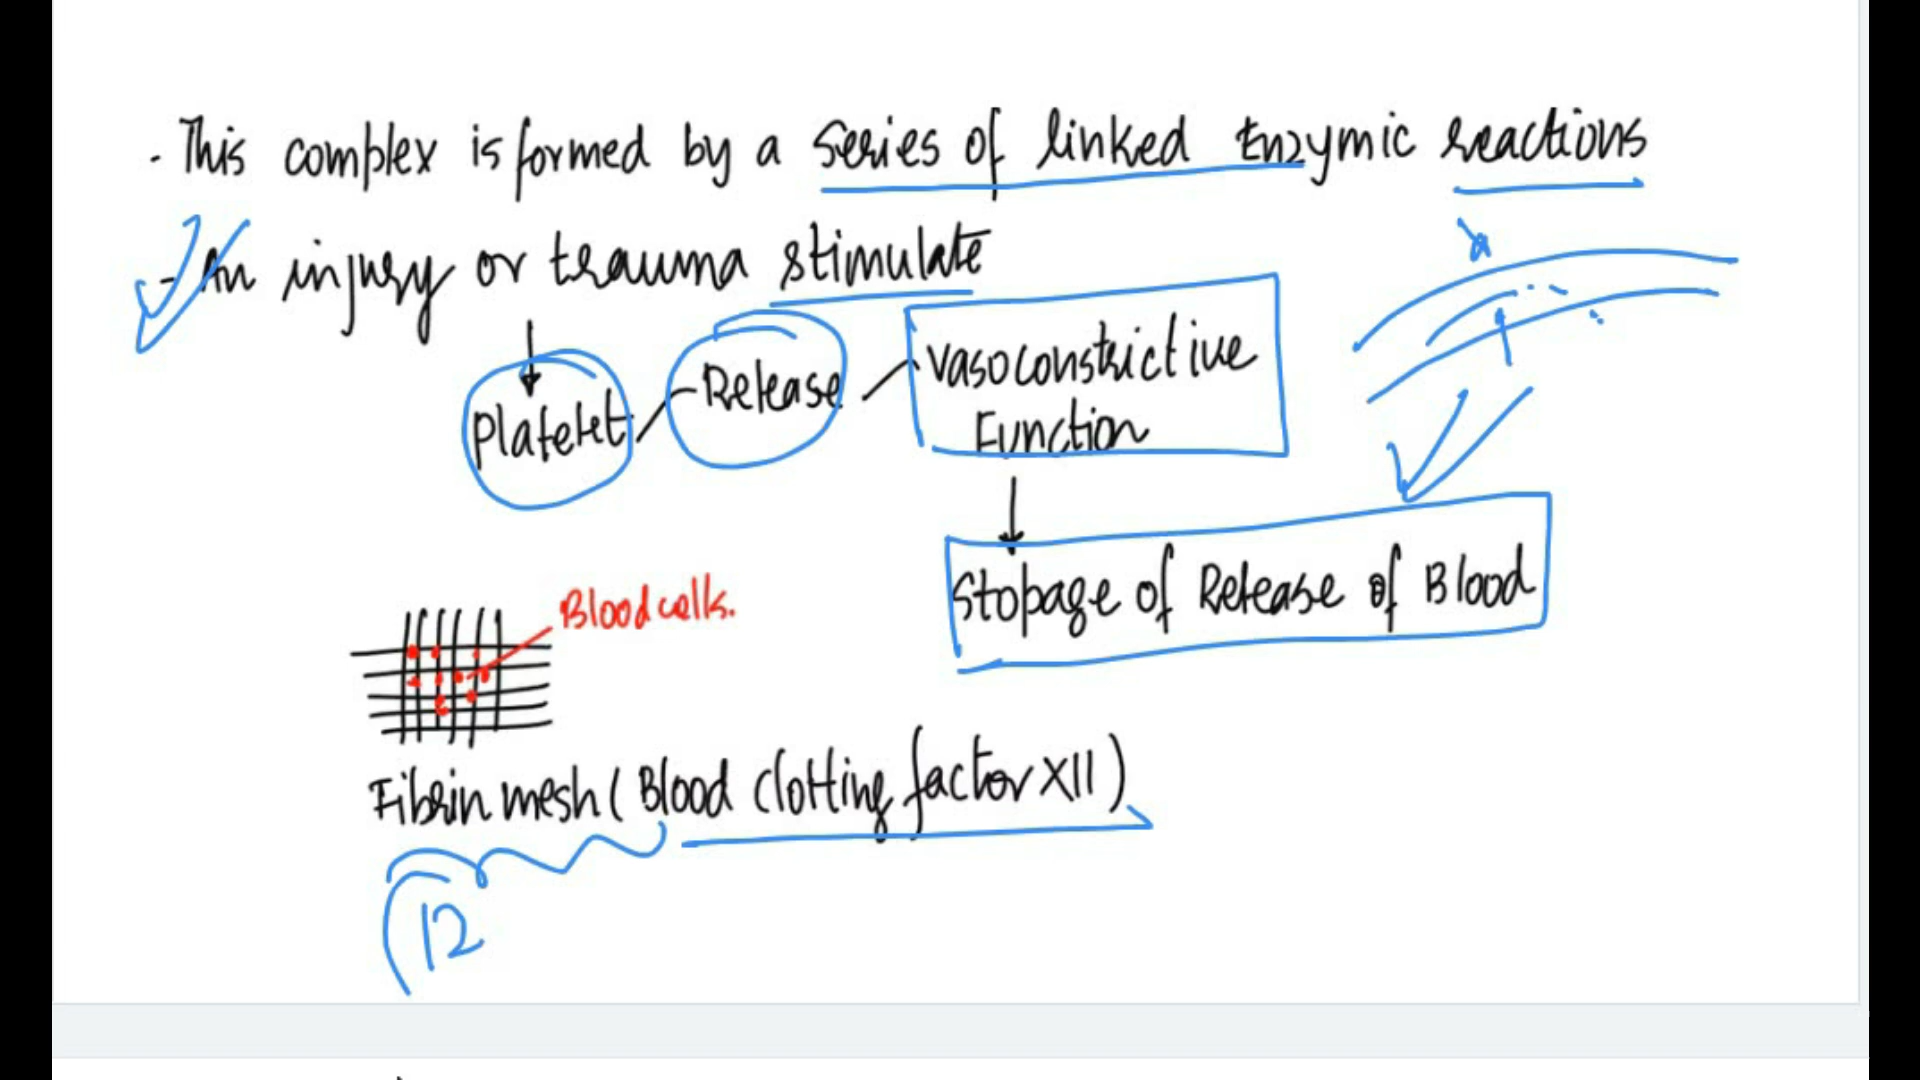 . This complex is formed by a series of linked Enzymic reactions
- An injury or trauma stimulate
Platelet Release Vasoconstrictive
Function
Stobage of Release of Blood
Blood cells.
Fibrin mesh (Blood clotting factor XII)
12